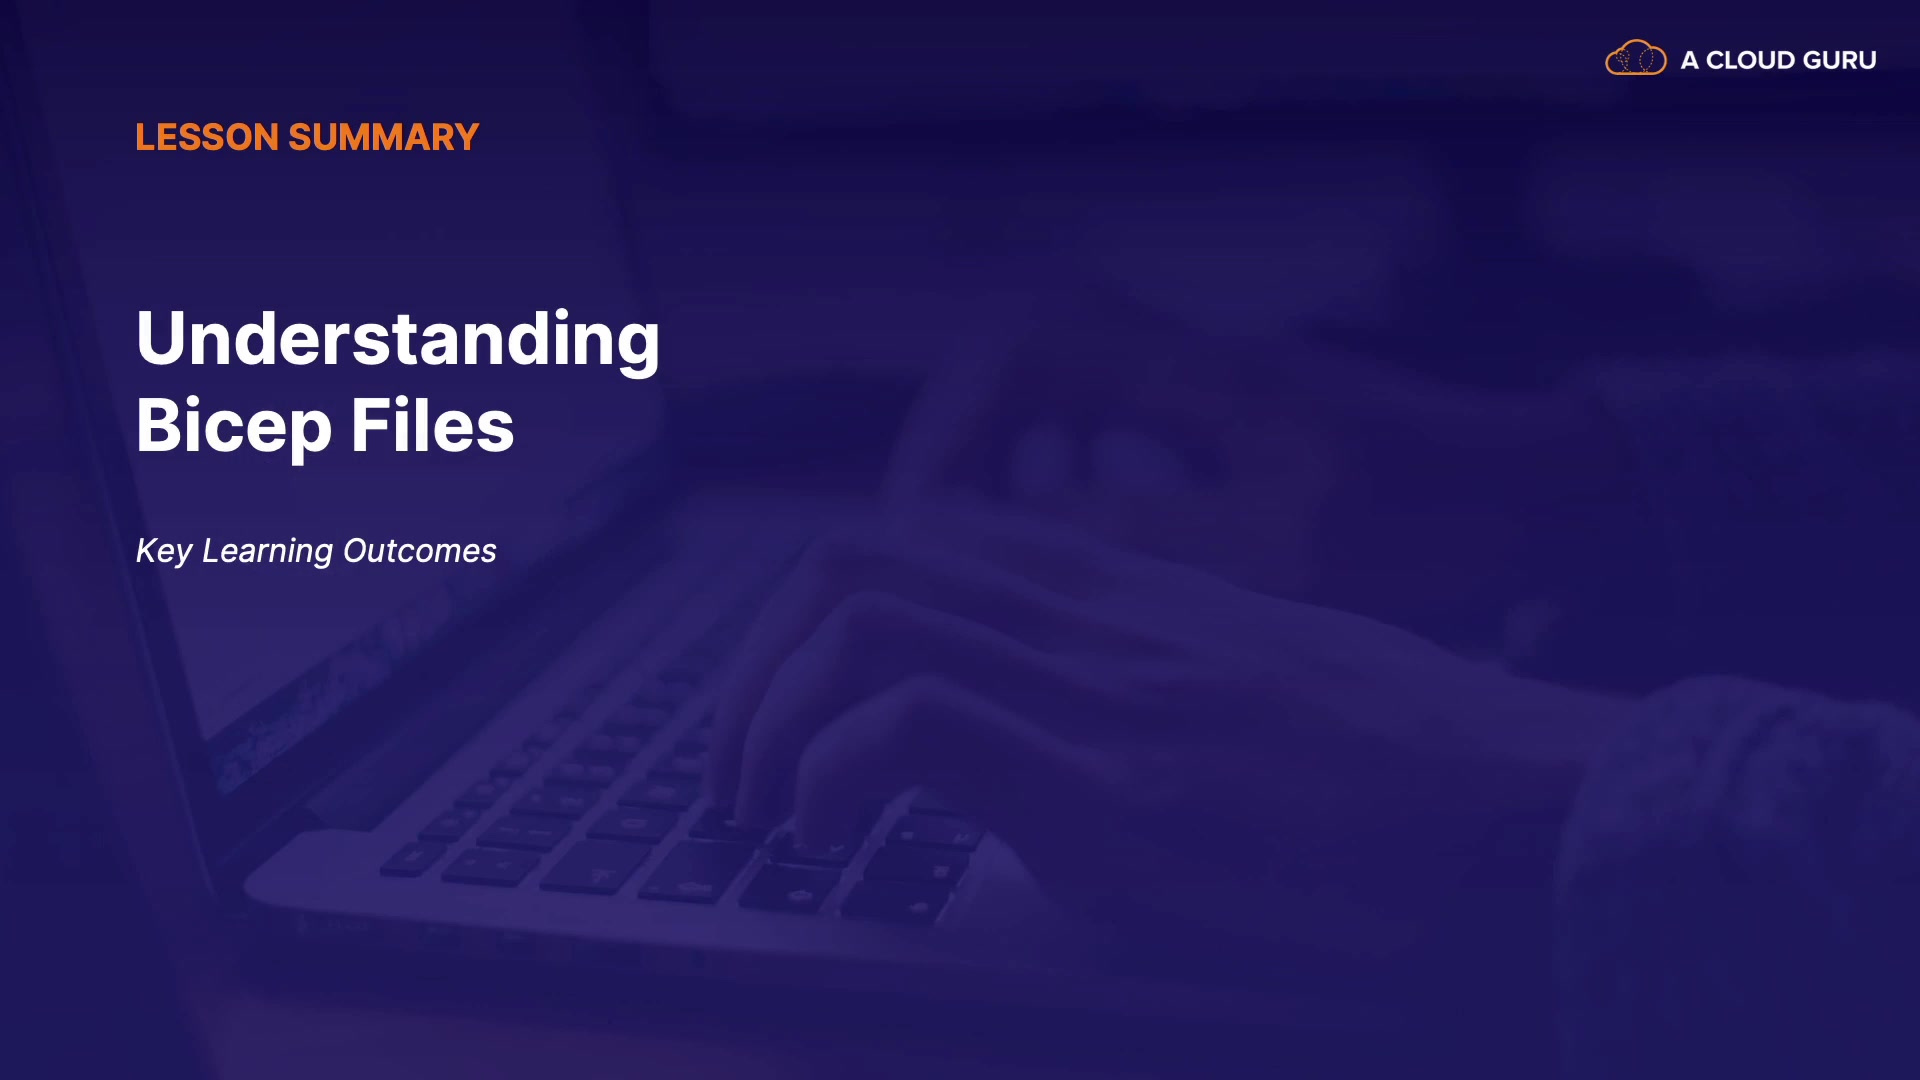 A CLOUD GURU
LESSON SUMMARY
Understanding
Bicep Files
Key Learning Outcomes